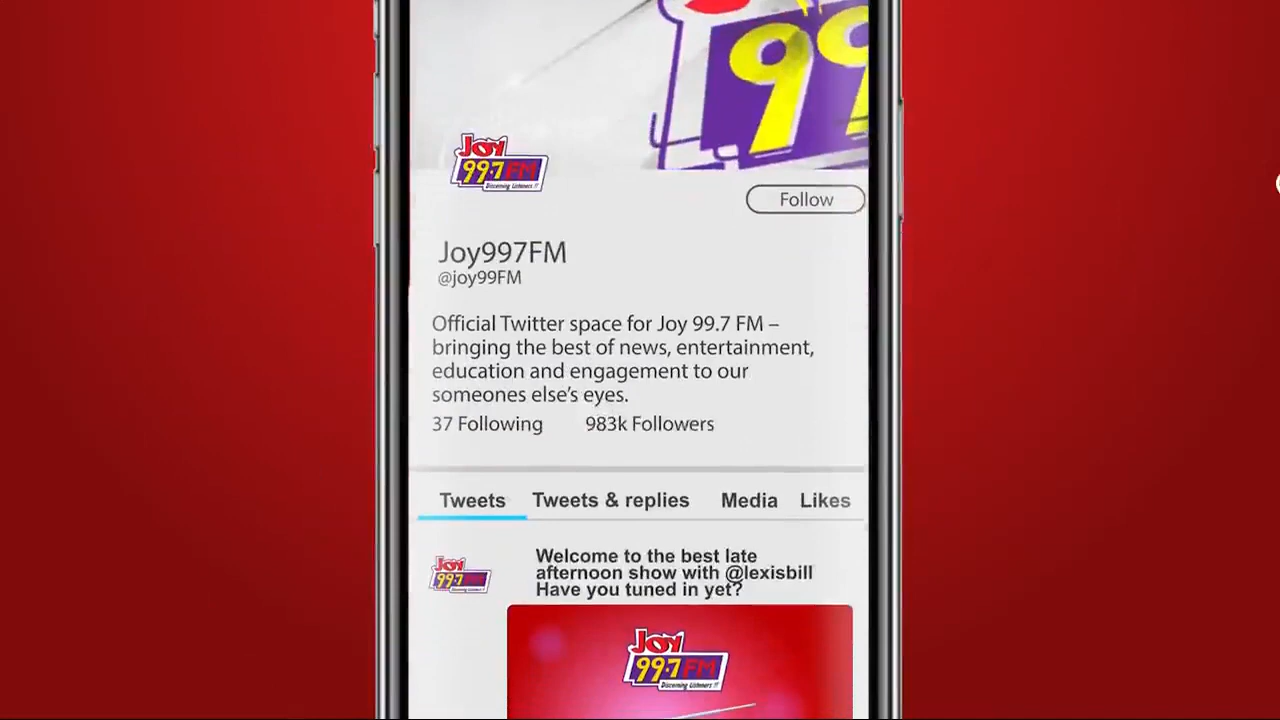 99
Joy
99.7 FM
Discerning Listeners !!
Follow
Joy997FM
@joy99FM
Official Twitter space for Joy 99.7 FM –
bringing the best of news, entertainment,
education and engagement to our
someones else’s eyes.
37 Following 983k Followers
Tweets Tweets & replies Media Likes
Joy
99.7 FM
Discerning Listeners !!
Welcome to the best late
afternoon show with @lexisbill
Have you tuned in yet?
Joy
99.7 FM
Discerning Listeners !!